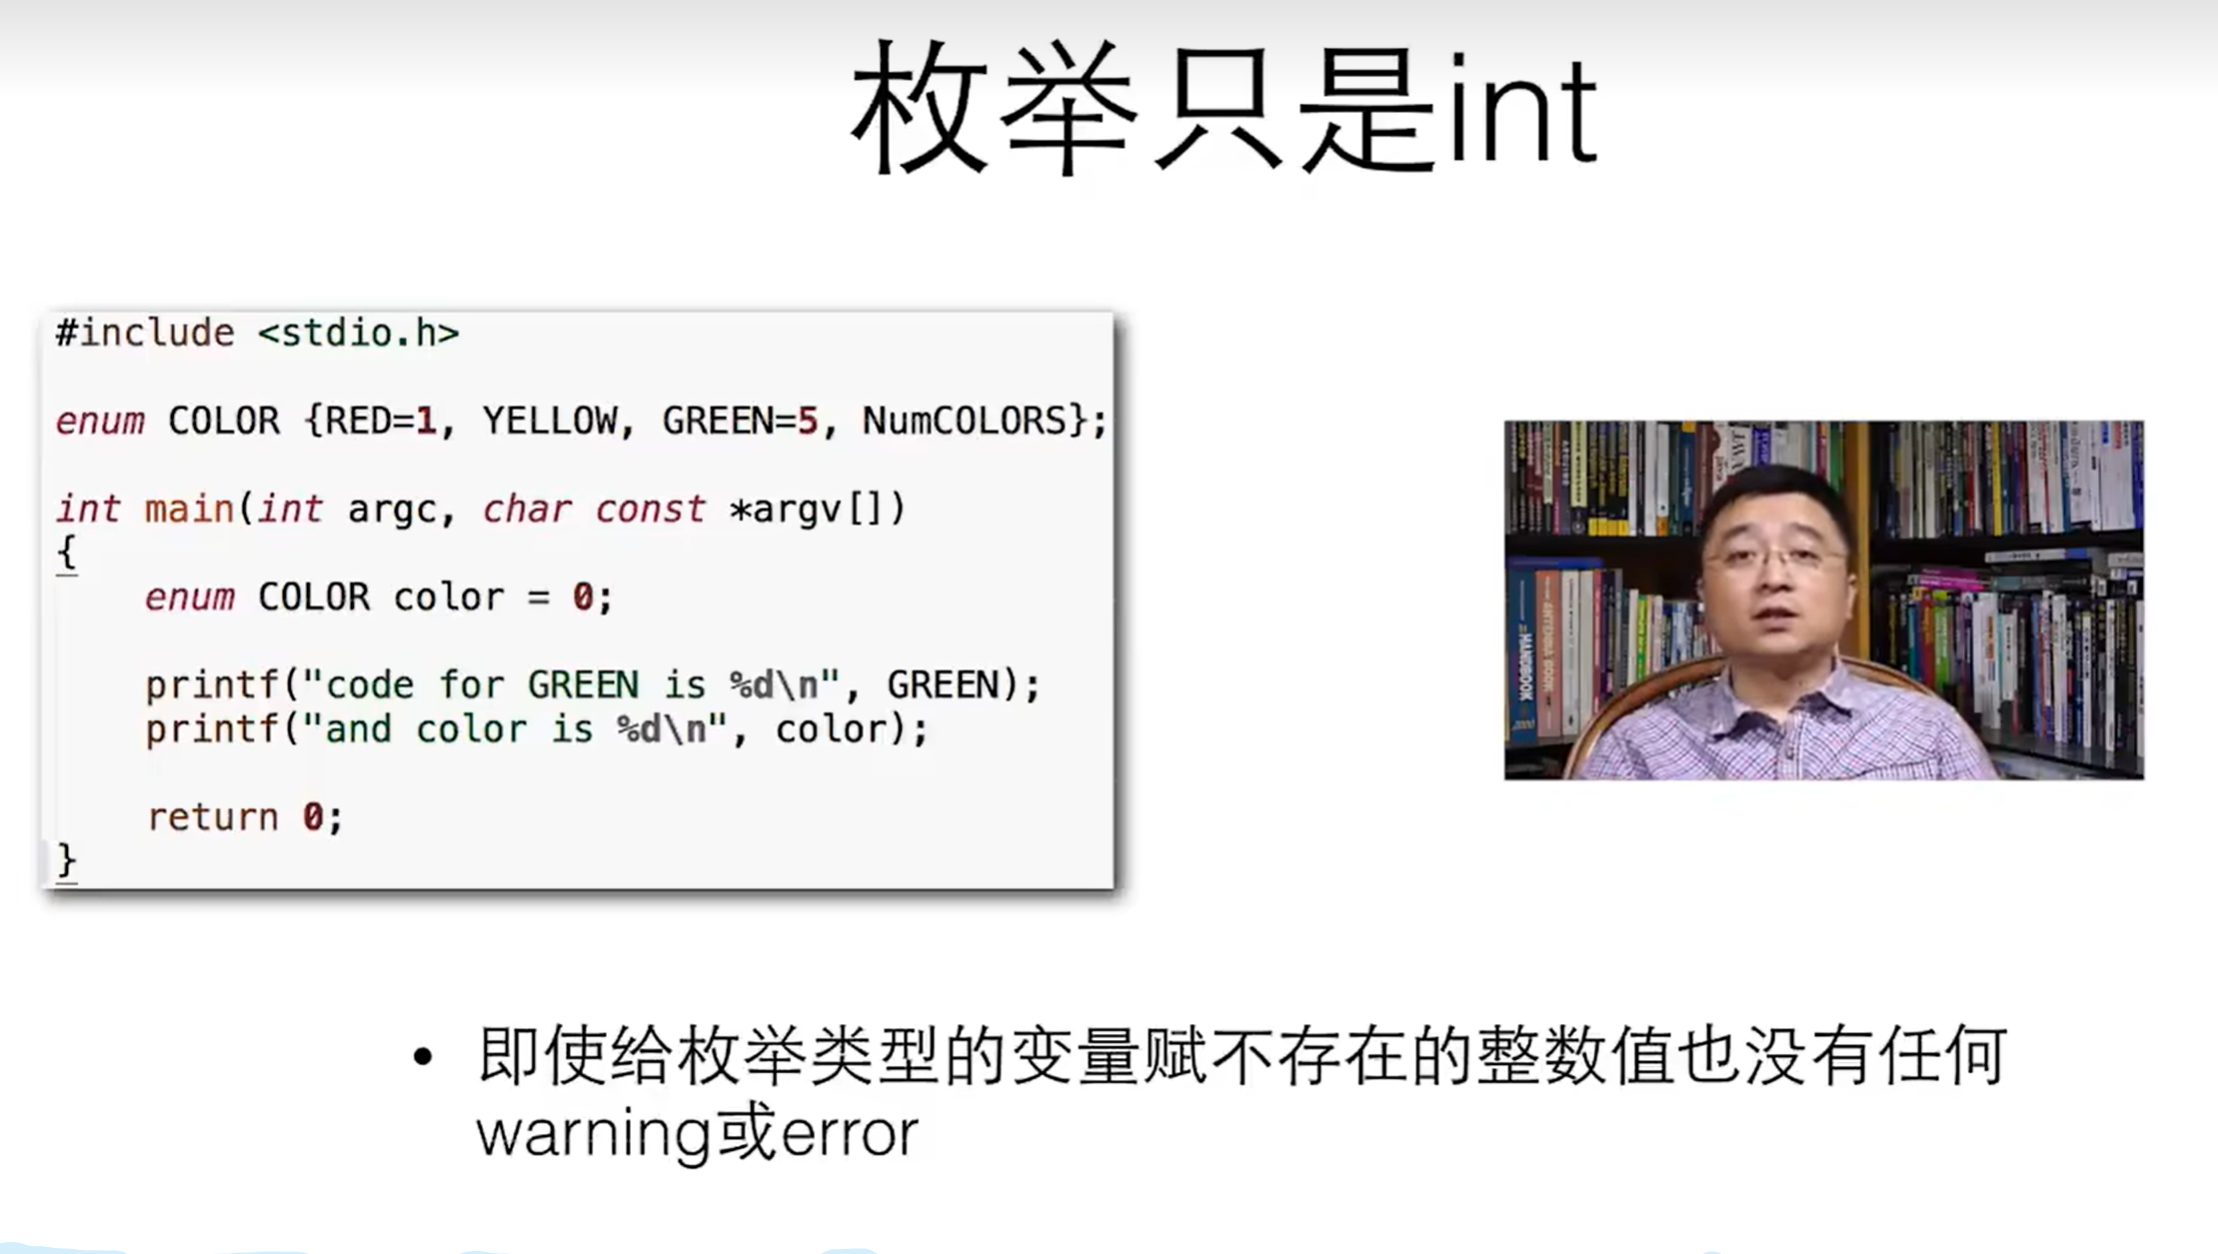 枚举只是int
#include <stdio.h>
enum COLOR {RED=1, YELLOW, GREEN=5, NumCOLORS};
int main(int argc, char const *argv[])
{
    enum COLOR color = 0;
    printf("code for GREEN is %d\n", GREEN);
    printf("and color is %d\n", color);
    return 0;
}
• 即使给枚举类型的变量赋不存在的整数值也没有任何
warning或error